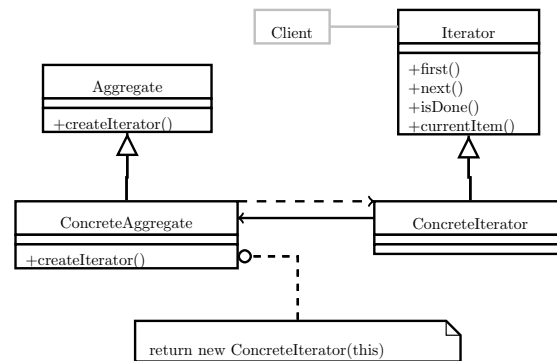 Client
Iterator
+first()
+next()
+isDone()
+currentItem()
Aggregate
+createIterator()
ConcreteAggregate
+createIterator()
ConcreteIterator
return new ConcreteIterator(this)